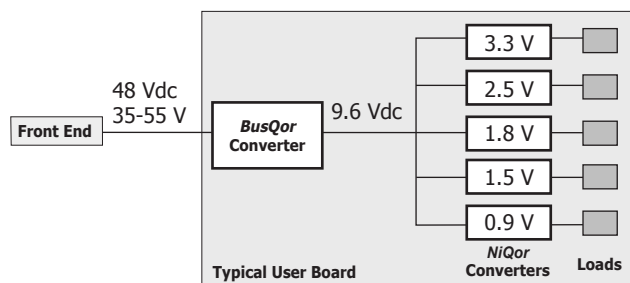 48 Vdc
35-55 V
Front End
BusQor
Converter
9.6 Vdc
3.3 V
2.5 V
1.8 V
1.5 V
0.9 V
Typical User Board
NiQor
Converters
Loads